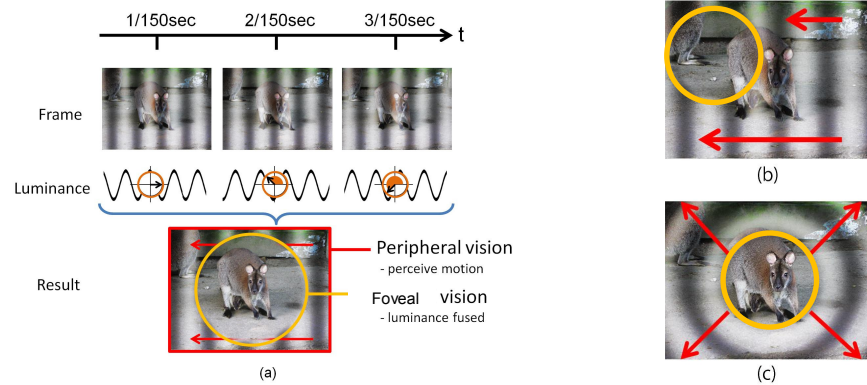 1/150sec 2/150sec 3/150sec
t
Frame
Luminance
Result
Peripheral vision
- perceive motion
Foveal vision
- luminance fused
(a)
(b)
(c)